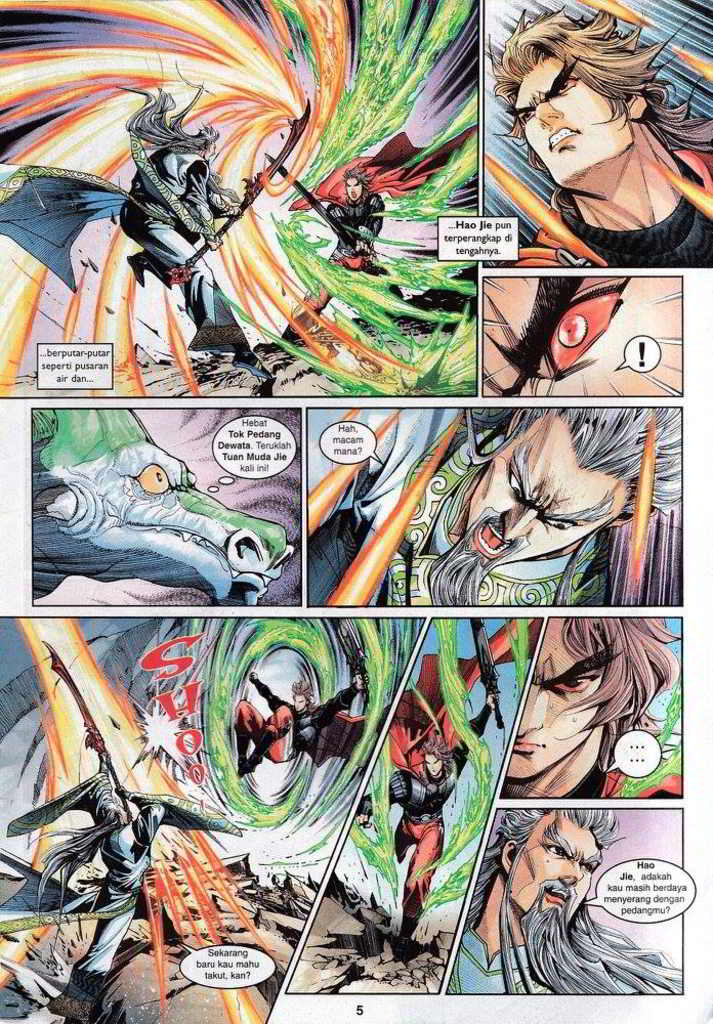 ...berputar-putar
seperti pusaran
air dan...
...Hao Jie pun
terperangkap di
tengahnya.
!
Hebat
Tok Pedang
Dewata. Teruklah
Tuan Muda Jie
kali ini!
Hah,
macam
mana?
SUOO!
Sekarang
baru kau mahu
takut, kan?
...
...
Hao
Jie, adakah
kau masih berdaya
menyerang dengan
pedangmu?
5